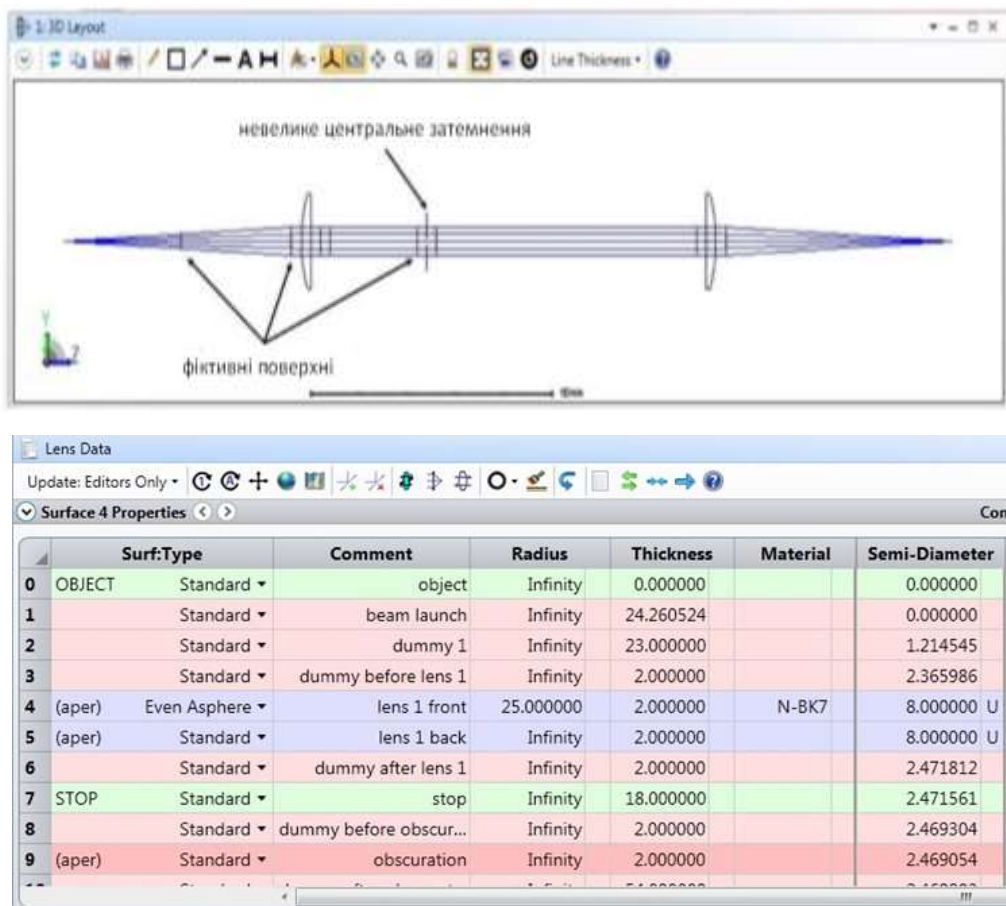 1: 3D Layout
Line Thickness
невелике центральне затемнення
фіктивні поверхні
Y
Z
Lens Data
Update: Editors Only
Surface 4 Properties
Con
Surf:Type Comment Radius Thickness Material Semi-Diameter
0 OBJECT Standard object Infinity 0.000000 0.000000
1 Standard beam launch Infinity 24.260524 0.000000
2 Standard dummy 1 Infinity 23.000000 1.214545
3 Standard dummy before lens 1 Infinity 2.000000 2.365986
4 (aper) Even Asphere lens 1 front 25.000000 2.000000 N-BK7 8.000000 U
5 (aper) Standard lens 1 back Infinity 2.000000 8.000000 U
6 Standard dummy after lens 1 Infinity 2.000000 2.471812
7 STOP Standard stop Infinity 18.000000 2.471561
8 Standard dummy before obscur... Infinity 2.000000 2.469304
9 (aper) Standard obscuration Infinity 2.000000 2.469054